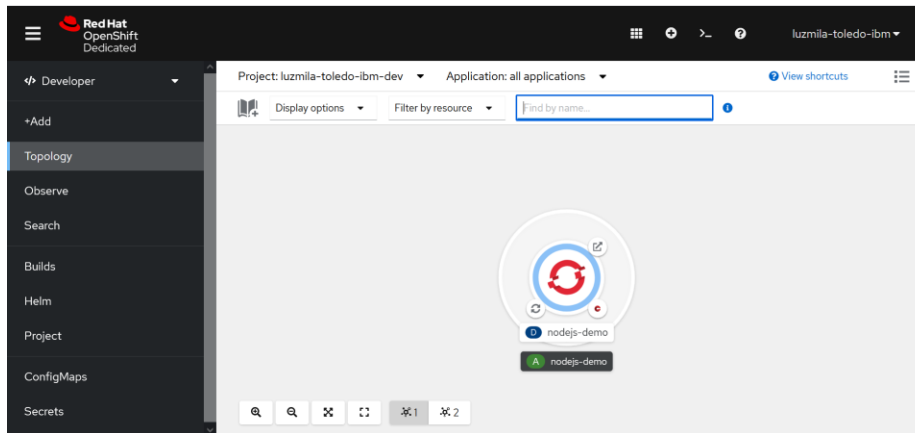 Red Hat
OpenShift
Dedicated
luzmila-toledo-ibm
Developer
Project: luzmila-toledo-ibm-dev
Application: all applications
View shortcuts
Display options
Filter by resource
Find by name...
+Add
Topology
Observe
Search
Builds
Helm
Project
ConfigMaps
Secrets
D nodejs-demo
A nodejs-demo
1
2